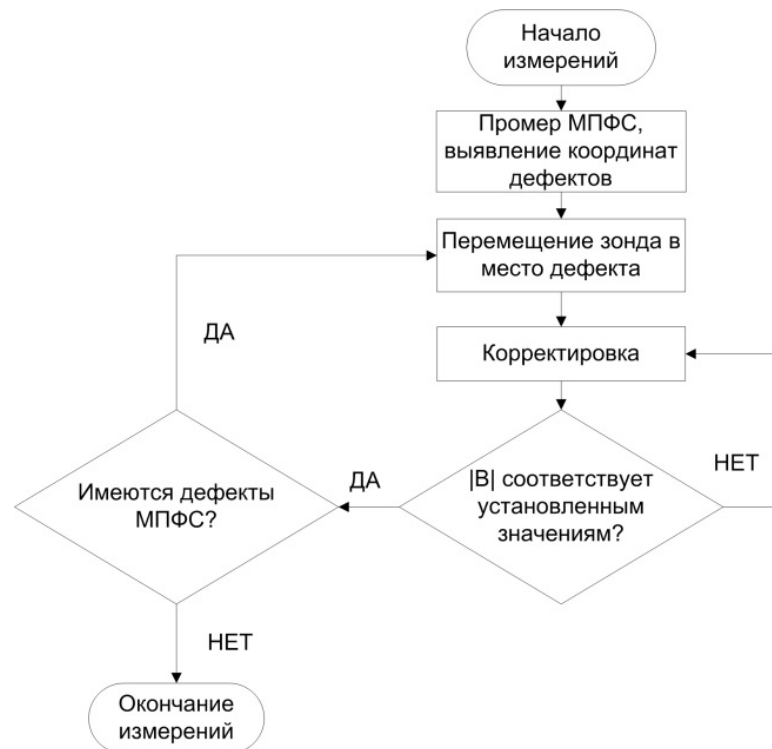 Начало
измерений
Промер МПФС,
выявление координат
дефектов
Перемещение зонда в
место дефекта
ДА
Корректировка
НЕТ
|B| соответствует
установленным
значениям?
ДА
Имеются дефекты
МПФС?
НЕТ
Окончание
измерений